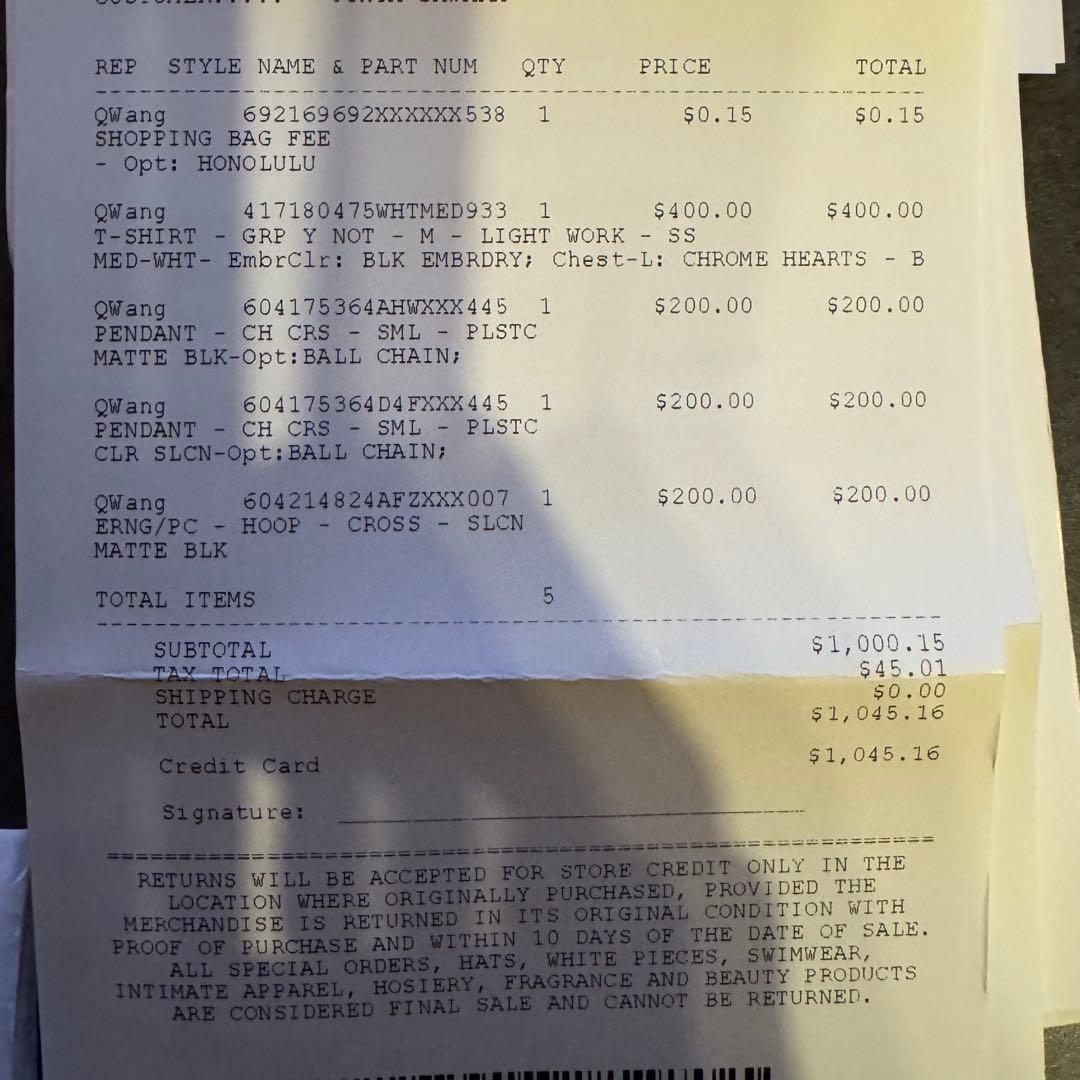 REP STYLE NAME & PART NUM QTY PRICE TOTAL
QWang 692169692XXXXXX538 1 $0.15 $0.15
SHOPPING BAG FEE
- Opt: HONOLULU
QWang 417180475WHTMED933 1 $400.00 $400.00
T-SHIRT - GRP Y NOT - M - LIGHT WORK - SS
MED-WHT- EmbrClr: BLK EMBRDRY; Chest-L: CHROME HEARTS - B
QWang 604175364AHWXXX445 1 $200.00 $200.00
PENDANT - CH CRS - SML - PLSTC
MATTE BLK-Opt:BALL CHAIN;
QWang 604175364D4FXXX445 1 $200.00 $200.00
PENDANT - CH CRS - SML - PLSTC
CLR SLCN-Opt:BALL CHAIN;
QWang 604214824AFZXXX007 1 $200.00 $200.00
ERNG/PC - HOOP - CROSS - SLCN
MATTE BLK
TOTAL ITEMS 5
SUBTOTAL $1,000.15
TAX TOTAL $45.01
SHIPPING CHARGE $0.00
TOTAL $1,045.16
Credit Card $1,045.16
Signature:
RETURNS WILL BE ACCEPTED FOR STORE CREDIT ONLY IN THE
LOCATION WHERE ORIGINALLY PURCHASED, PROVIDED THE
MERCHANDISE IS RETURNED IN ITS ORIGINAL CONDITION WITH
PROOF OF PURCHASE AND WITHIN 10 DAYS OF THE DATE OF SALE.
ALL SPECIAL ORDERS, HATS, WHITE PIECES, SWIMWEAR,
INTIMATE APPAREL, HOSIERY, FRAGRANCE AND BEAUTY PRODUCTS
ARE CONSIDERED FINAL SALE AND CANNOT BE RETURNED.